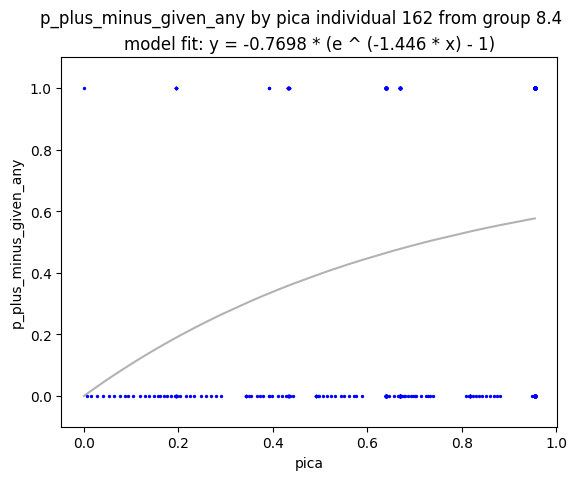 p_plus_minus_given_any by pica individual 162 from group 8.4
model fit: y = -0.7698 * (e ^ (-1.446 * x) - 1)
p_plus_minus_given_any
1.0
0.8
0.6
0.4
0.2
0.0
0.0 0.2 0.4 0.6 0.8 1.0
pica